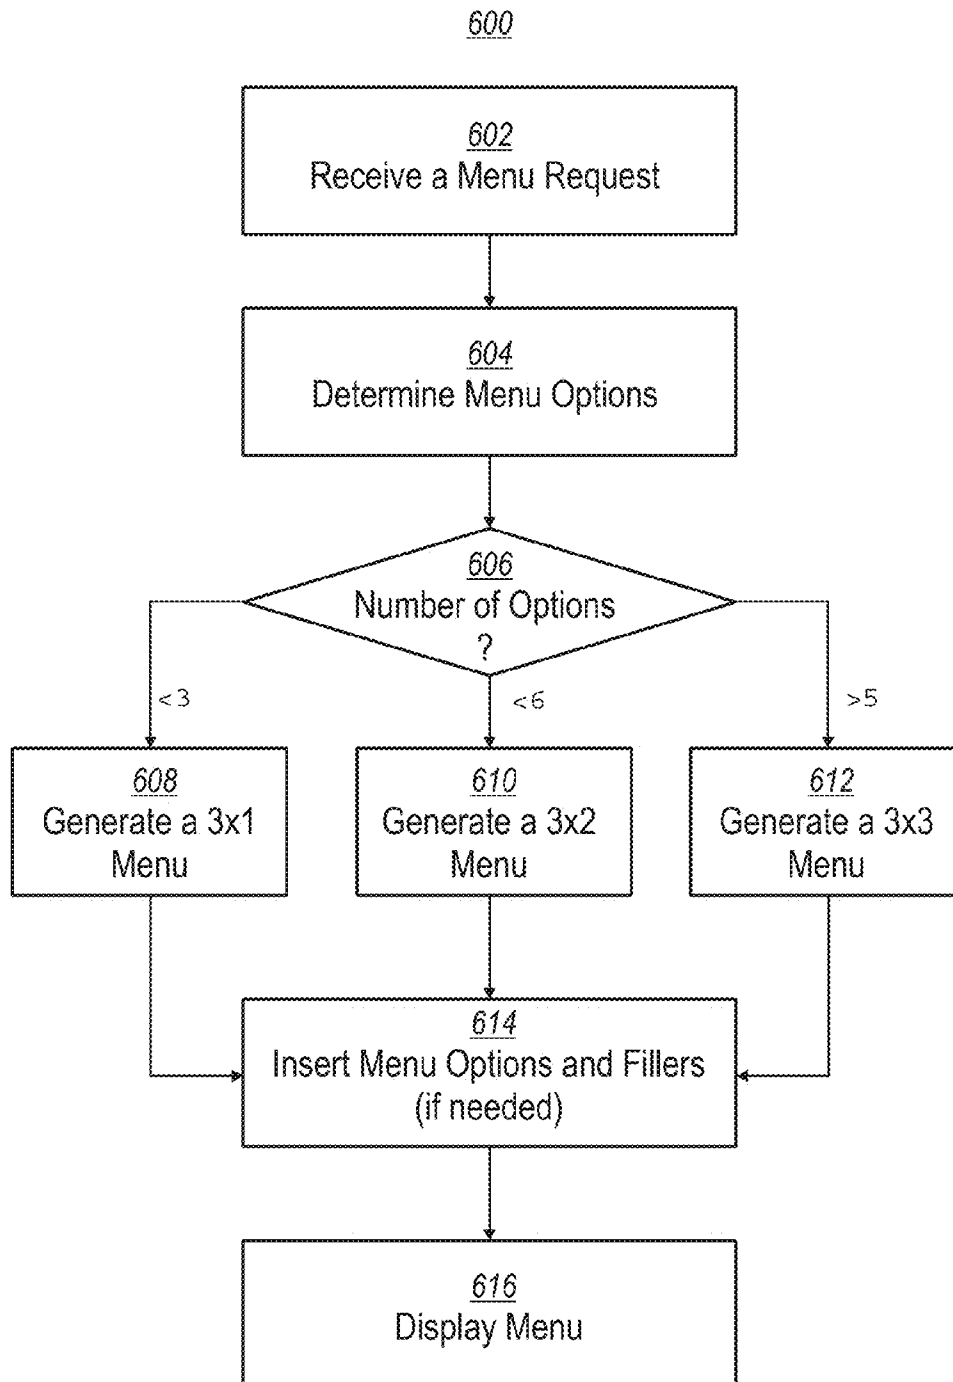 600
602
Receive a Menu Request
604
Determine Menu Options
606
Number of Options
?
<3
<6
>5
608
Generate a 3x1
Menu
610
Generate a 3x2
Menu
612
Generate a 3x3
Menu
614
Insert Menu Options and Fillers
(if needed)
616
Display Menu